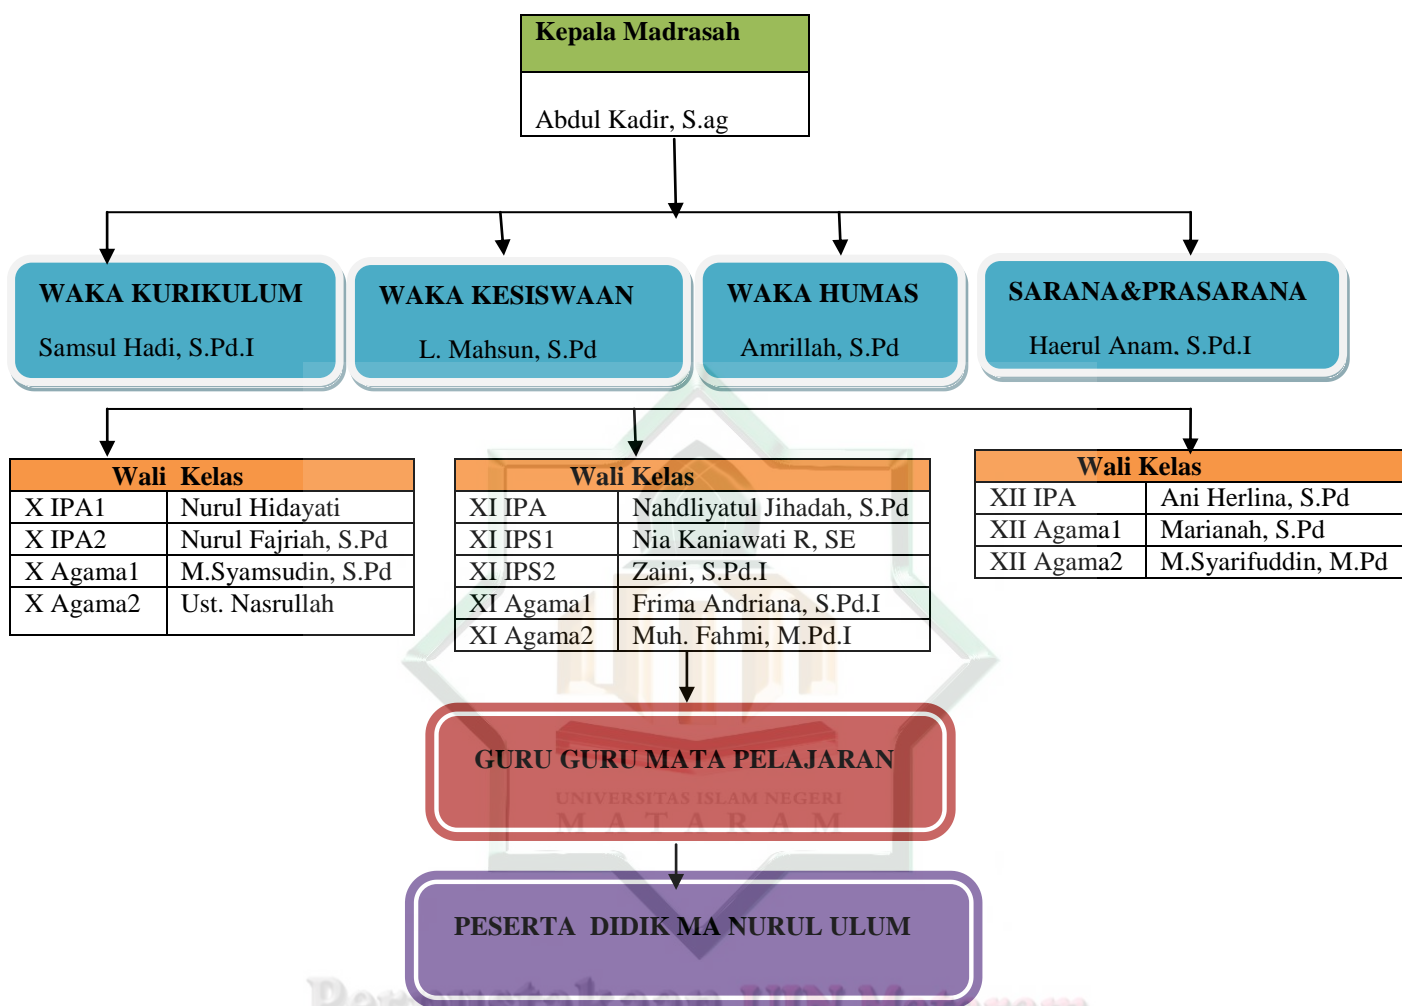 Kepala Madrasah
Abdul Kadir, S.ag
WAKA KURIKULUM
Samsul Hadi, S.Pd.I
WAKA KESISWAAN
L. Mahsun, S.Pd
WAKA HUMAS
Amrillah, S.Pd
SARANA&PRASARANA
Haerul Anam, S.Pd.I
Wali Kelas
X IPA1 Nurul Hidayati
X IPA2 Nurul Fajriah, S.Pd
X Agama1 M.Syamsudin, S.Pd
X Agama2 Ust. Nasrullah
Wali Kelas
XI IPA Nahdliyatul Jihadah, S.Pd
XI IPS1 Nia Kaniawati R, SE
XI IPS2 Zaini, S.Pd.I
XI Agama1 Frima Andriana, S.Pd.I
XI Agama2 Muh. Fahmi, M.Pd.I
Wali Kelas
XII IPA Ani Herlina, S.Pd
XII Agama1 Marianah, S.Pd
XII Agama2 M.Syarifuddin, M.Pd
GURU GURU MATA PELAJARAN
UNIVERSITAS ISLAM NEGERI
MATARAM
PESERTA DIDIK MA NURUL ULUM
Perpustakaan UIN Mataram